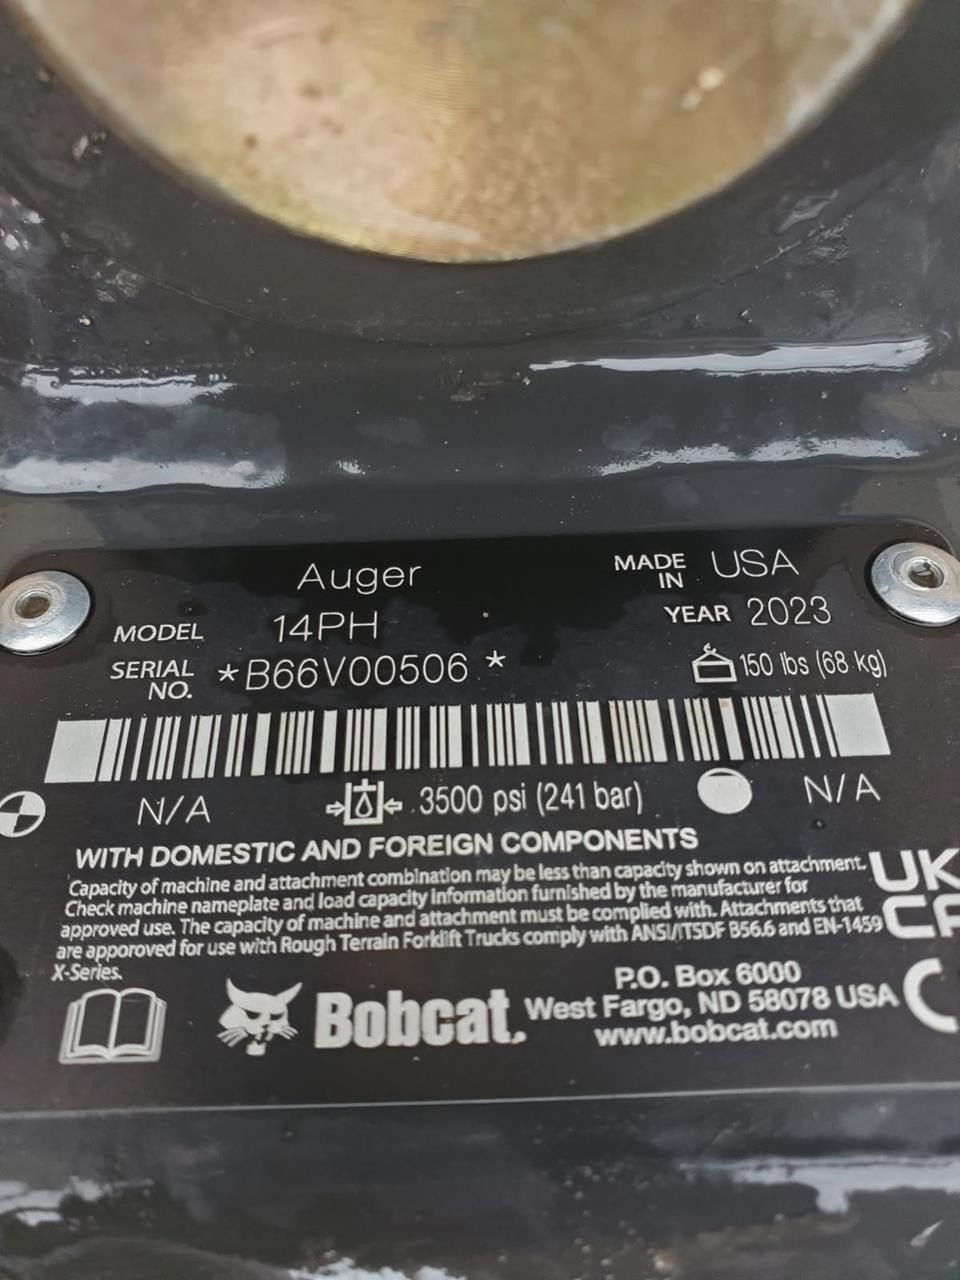 Auger
MADE IN USA
MODEL 14PH
YEAR 2023
SERIAL NO. *B66V00506*
150 lbs (68 kg)
N/A
3500 psi (241 bar)
N/A
WITH DOMESTIC AND FOREIGN COMPONENTS
Capacity of machine and attachment combination may be less than capacity shown on attachment.
Check machine nameplate and load capacity information furnished by the manufacturer for
approved use. The capacity of machine and attachment must be complied with. Attachments that
are apporoved for use with Rough Terrain Forklift Trucks comply with ANSI/ITSDF B56.6 and EN-1459
X-Series.
UK
CA
Bobcat.
P.O. Box 6000
West Fargo, ND 58078 USA
www.bobcat.com